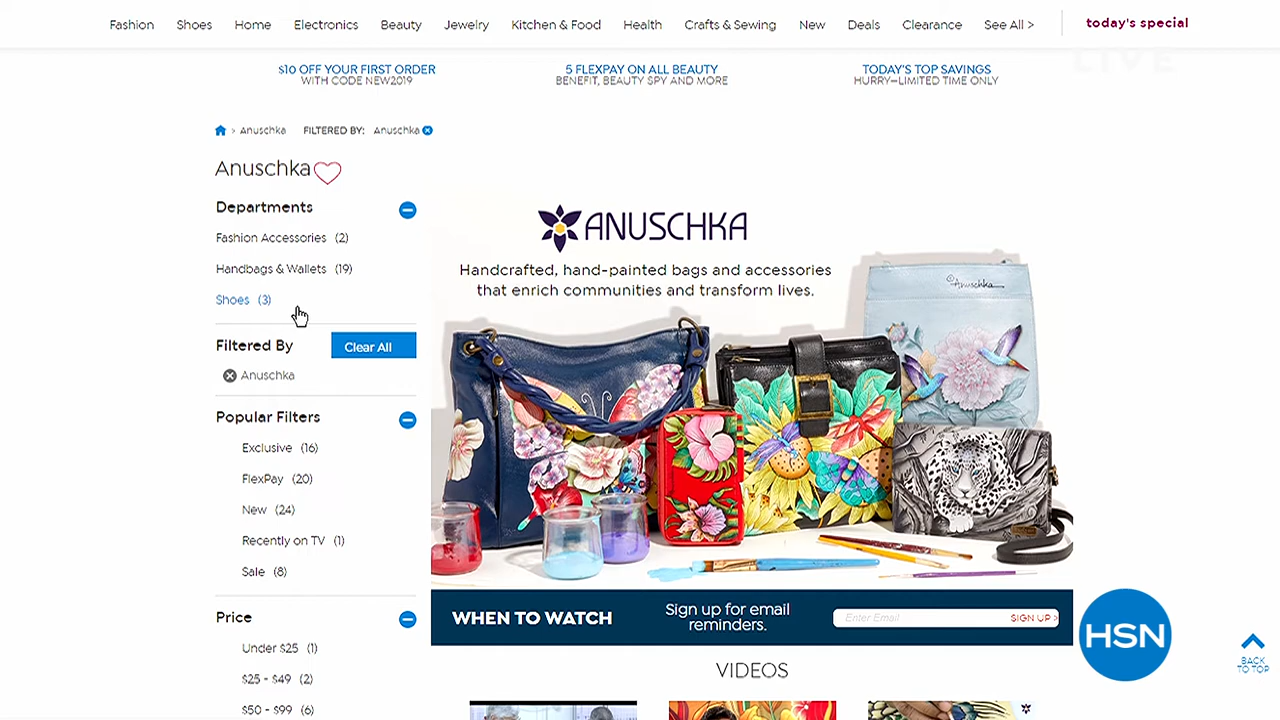 Fashion Shoes Home Electronics Beauty Jewelry Kitchen & Food Health Crafts & Sewing New Deals Clearance See All > today's special
LIVE
$10 OFF YOUR FIRST ORDER
WITH CODE NEW2019
5 FLEXPAY ON ALL BEAUTY
BENEFIT, BEAUTY SPY AND MORE
TODAY'S TOP SAVINGS
HURRY—LIMITED TIME ONLY
> Anuschka FILTERED BY: Anuschka
Anuschka
Departments
Fashion Accessories (2)
Handbags & Wallets (19)
Shoes (3)
Filtered By Clear All
Anuschka
Popular Filters
Exclusive (16)
FlexPay (20)
New (24)
Recently on TV (1)
Sale (8)
Price
Under $25 (1)
$25 - $49 (2)
$50 - $99 (6)
ANUSCHKA
Handcrafted, hand-painted bags and accessories
that enrich communities and transform lives.
Anuschka
WHEN TO WATCH
Sign up for email
reminders.
Enter Email SIGN UP >
VIDEOS
HSN
BACK
TO TOP